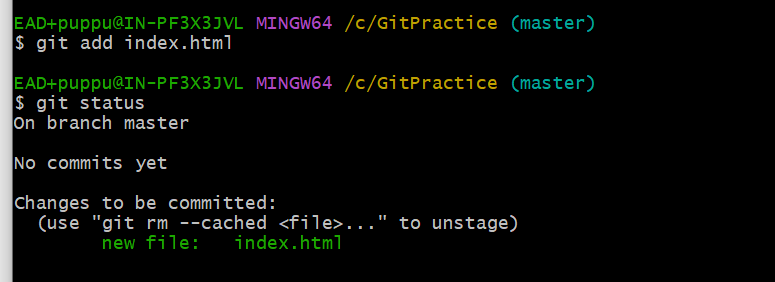 EAD+puppu@IN-PF3X3JVL MINGW64 /c/GitPractice (master)
$ git add index.html
EAD+puppu@IN-PF3X3JVL MINGW64 /c/GitPractice (master)
$ git status
On branch master
No commits yet
Changes to be committed:
  (use "git rm --cached <file>..." to unstage)
        new file:   index.html